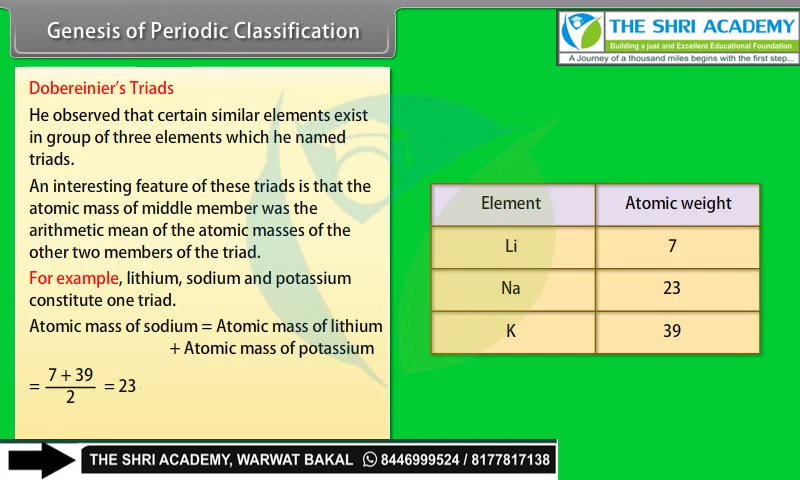 Genesis of Periodic Classification
THE SHRI ACADEMY
Building a just and Excellent Educational Foundation
A Journey of a thousand miles begins with the first step...
Dobereinier's Triads
He observed that certain similar elements exist
in group of three elements which he named
triads.
An interesting feature of these triads is that the
atomic mass of middle member was the
arithmetic mean of the atomic masses of the
other two members of the triad.
For example, lithium, sodium and potassium
constitute one triad.
Atomic mass of sodium = Atomic mass of lithium
+ Atomic mass of potassium
= (7 + 39) / 2 = 23
Element Atomic weight
Li 7
Na 23
K 39
THE SHRI ACADEMY, WARWAT BAKAL 8446999524 / 8177817138